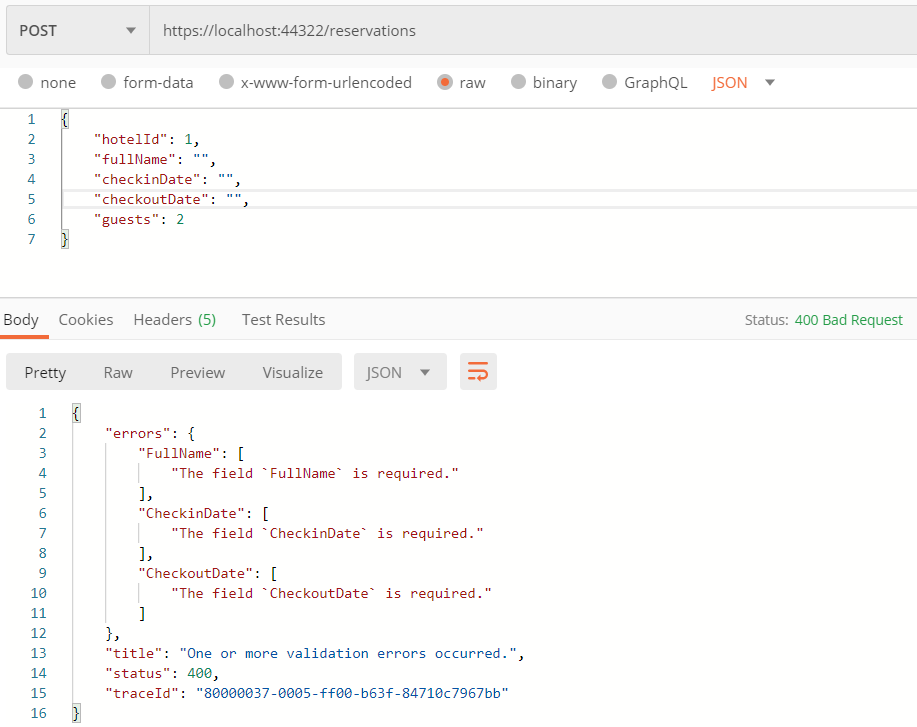 POST https://localhost:44322/reservations
none form-data x-www-form-urlencoded raw binary GraphQL JSON
1 {
2 "hotelId": 1,
3 "fullName": "",
4 "checkinDate": "",
5 "checkoutDate": "",
6 "guests": 2
7 }
Body Cookies Headers (5) Test Results Status: 400 Bad Request
Pretty Raw Preview Visualize JSON
1 {
2 "errors": {
3 "FullName": [
4 "The field `FullName` is required."
5 ],
6 "CheckinDate": [
7 "The field `CheckinDate` is required."
8 ],
9 "CheckoutDate": [
10 "The field `CheckoutDate` is required."
11 ]
12 },
13 "title": "One or more validation errors occurred.",
14 "status": 400,
15 "traceId": "80000037-0005-ff00-b63f-84710c7967bb"
16 }